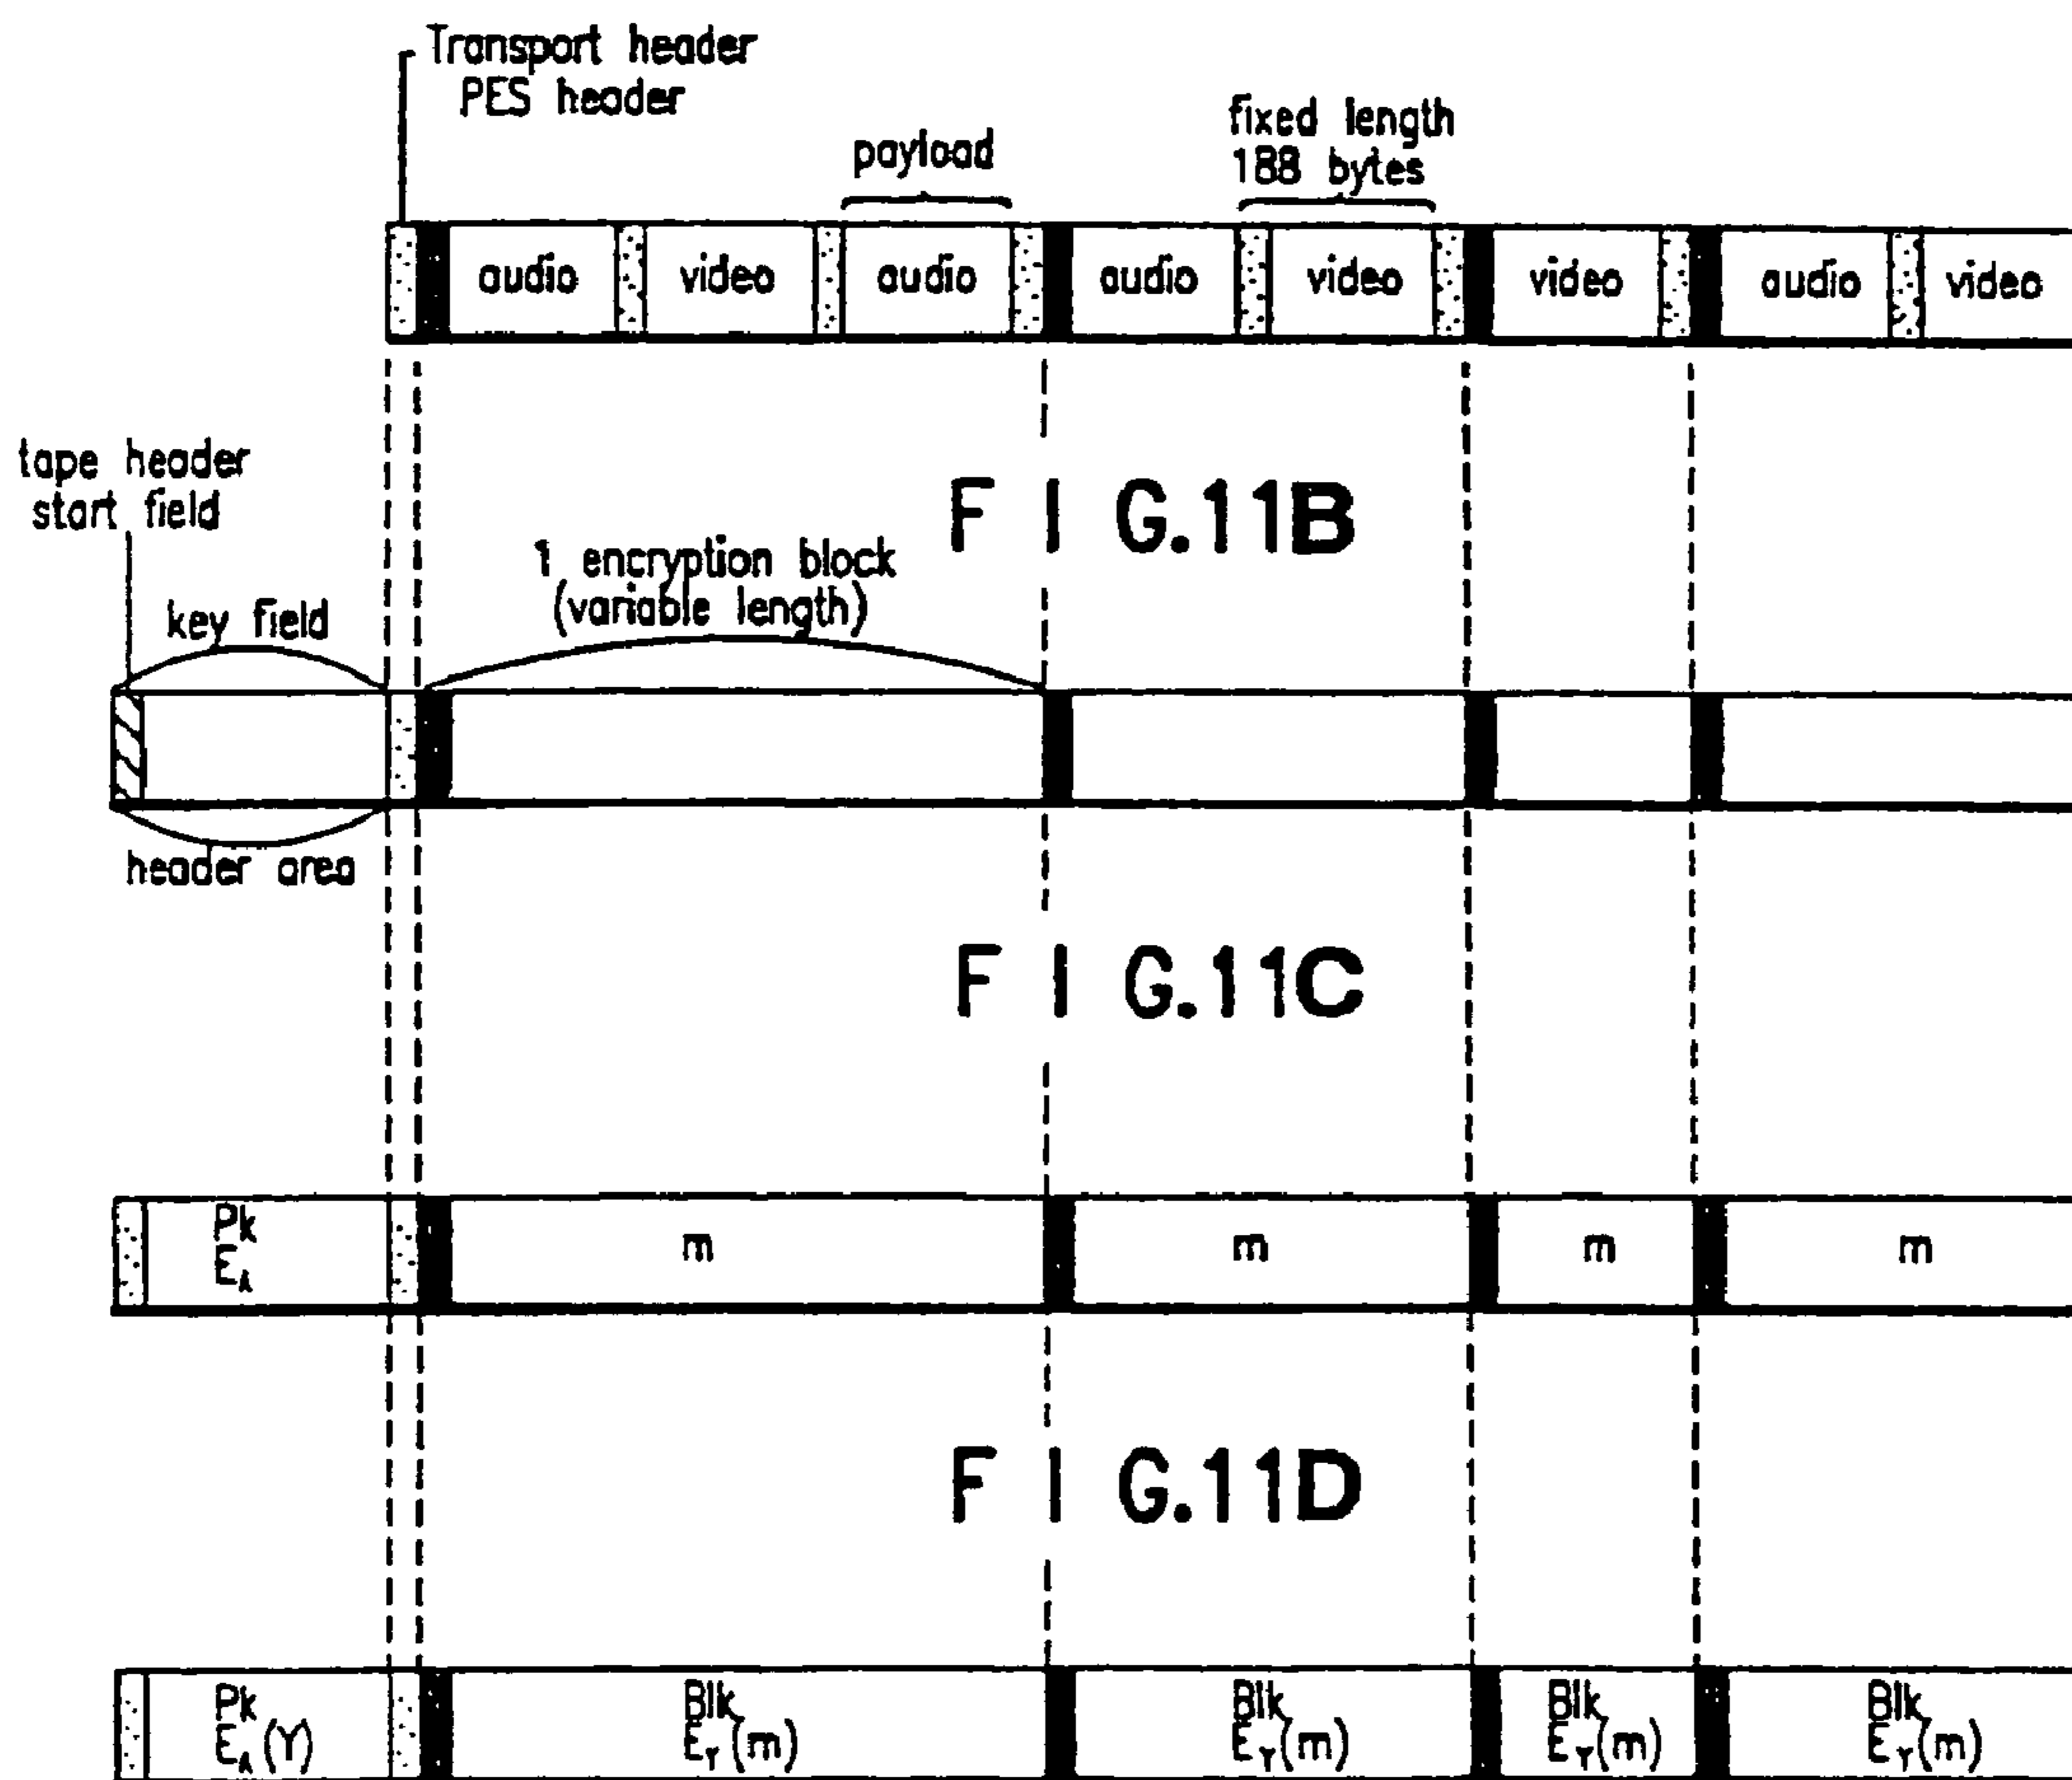 Transport header
PES header
payload
fixed length
188 bytes
audio video audio audio video video audio video
FIG.11B
tape header
start field
key field
1 encryption block
(variable length)
header area
FIG.11C
Pk
EA
m m m m
FIG.11D
Pk
EA(Y)
Blk Blk Blk Blk
EY(m) EY(m) EY(m) EY(m)